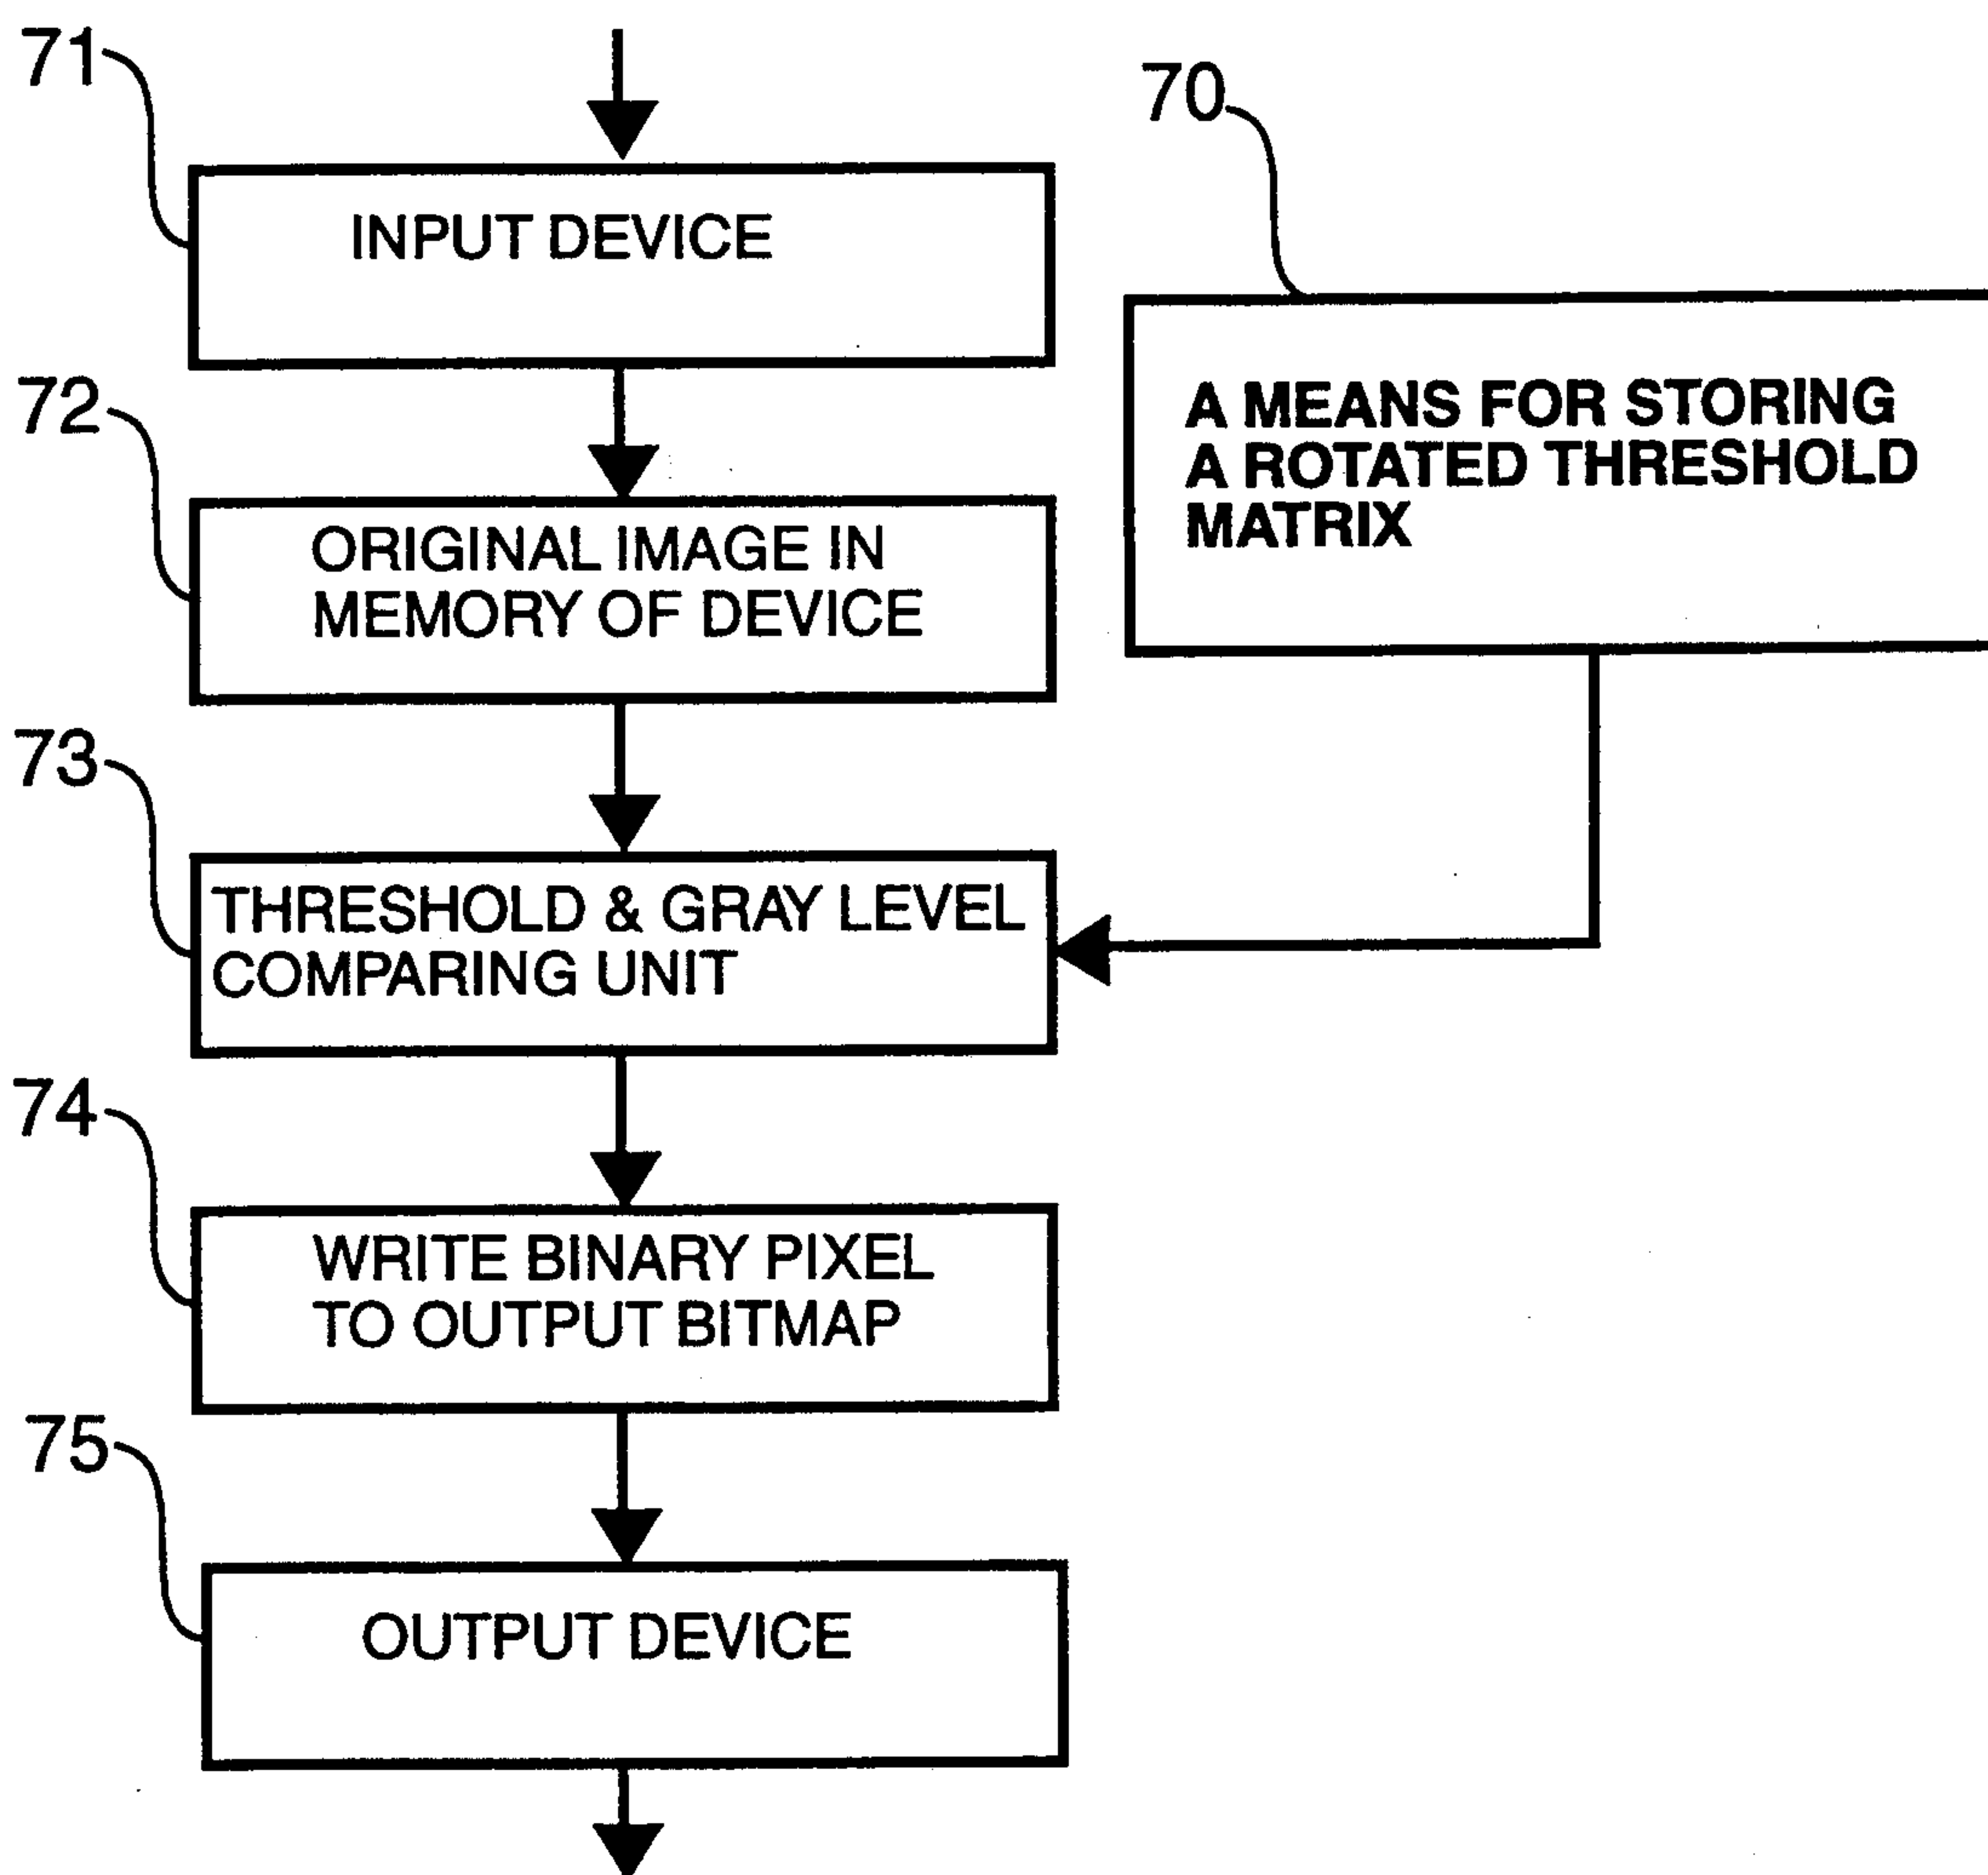 71
INPUT DEVICE
70
A MEANS FOR STORING
A ROTATED THRESHOLD
MATRIX
72
ORIGINAL IMAGE IN
MEMORY OF DEVICE
73
THRESHOLD & GRAY LEVEL
COMPARING UNIT
74
WRITE BINARY PIXEL
TO OUTPUT BITMAP
75
OUTPUT DEVICE